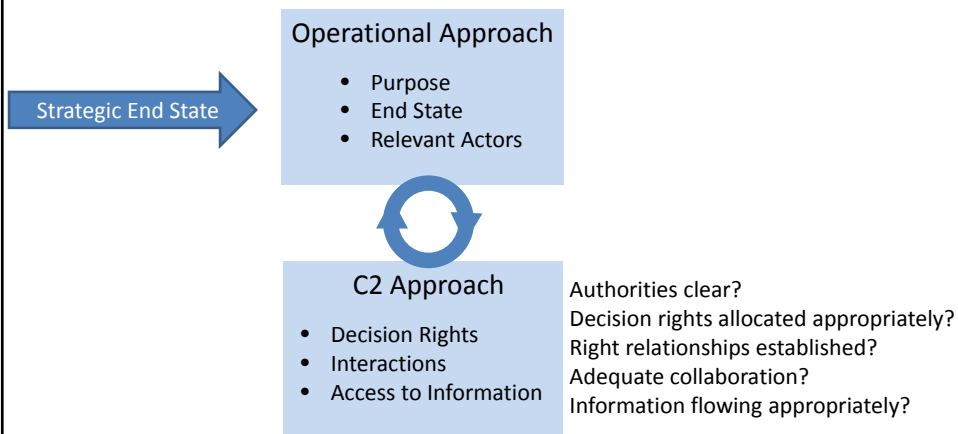 Operational Approach
• Purpose
• End State
• Relevant Actors
Strategic End State
C2 Approach
• Decision Rights
• Interactions
• Access to Information
Authorities clear?
Decision rights allocated appropriately?
Right relationships established?
Adequate collaboration?
Information flowing appropriately?